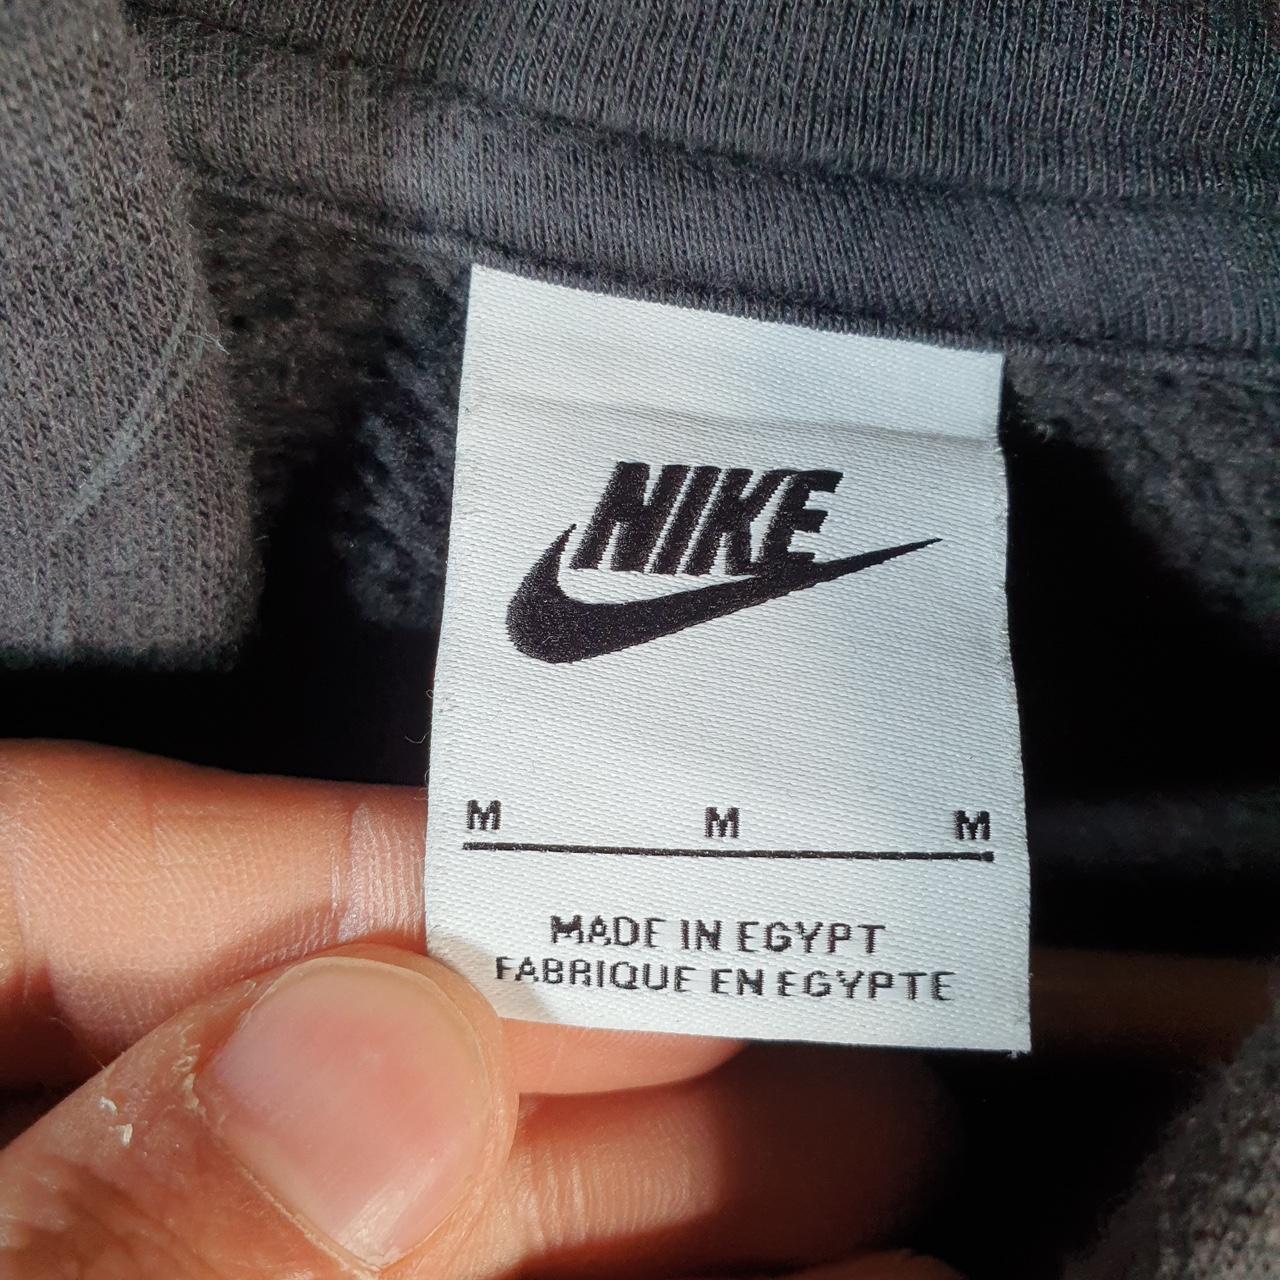 NIKE
M M M
MADE IN EGYPT
FABRIQUE EN EGYPTE